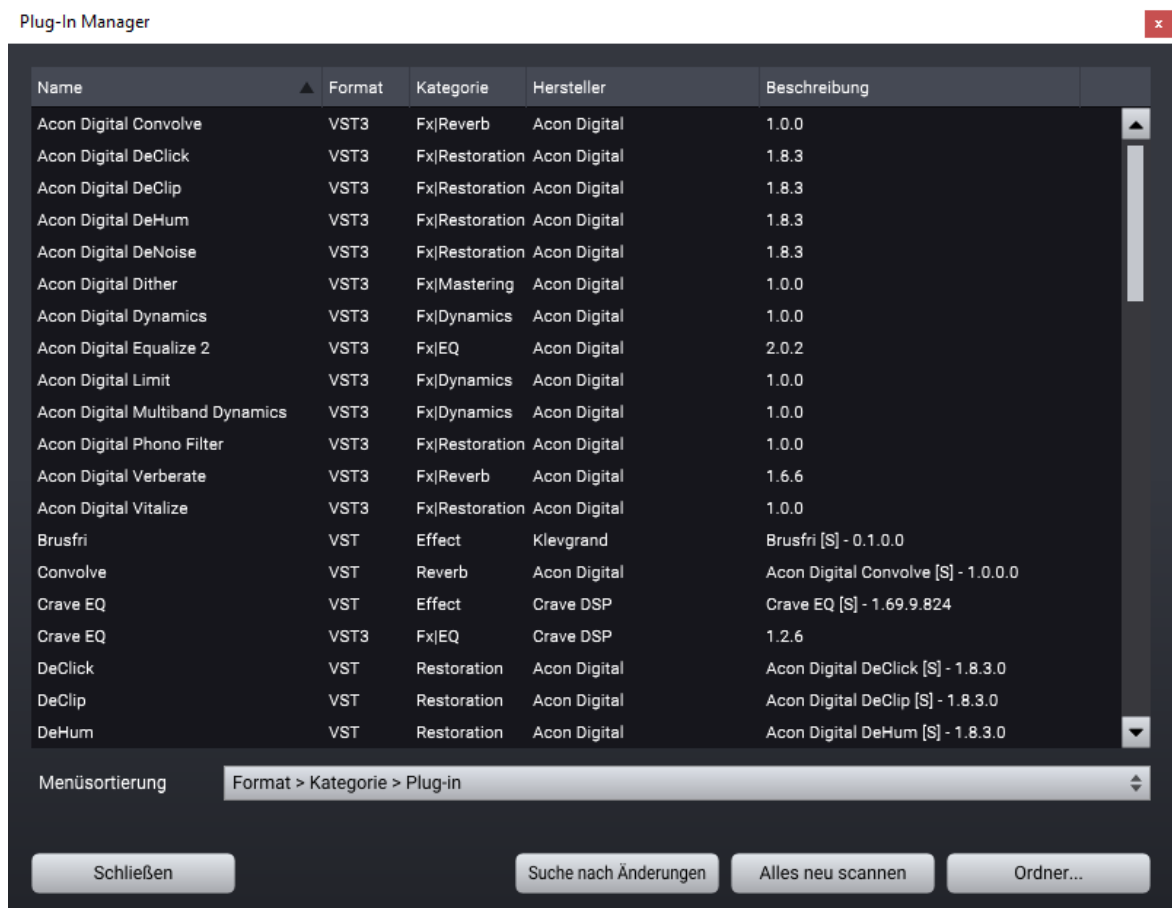 Plug-In Manager x
Name Format Kategorie Hersteller Beschreibung
Acon Digital Convolve VST3 Fx|Reverb Acon Digital 1.0.0
Acon Digital DeClick VST3 Fx|Restoration Acon Digital 1.8.3
Acon Digital DeClip VST3 Fx|Restoration Acon Digital 1.8.3
Acon Digital DeHum VST3 Fx|Restoration Acon Digital 1.8.3
Acon Digital DeNoise VST3 Fx|Restoration Acon Digital 1.8.3
Acon Digital Dither VST3 Fx|Mastering Acon Digital 1.0.0
Acon Digital Dynamics VST3 Fx|Dynamics Acon Digital 1.0.0
Acon Digital Equalize 2 VST3 Fx|EQ Acon Digital 2.0.2
Acon Digital Limit VST3 Fx|Dynamics Acon Digital 1.0.0
Acon Digital Multiband Dynamics VST3 Fx|Dynamics Acon Digital 1.0.0
Acon Digital Phono Filter VST3 Fx|Restoration Acon Digital 1.0.0
Acon Digital Verberate VST3 Fx|Reverb Acon Digital 1.6.6
Acon Digital Vitalize VST3 Fx|Restoration Acon Digital 1.0.0
Brusfri VST Effect Klevgrand Brusfri [S] - 0.1.0.0
Convolve VST Reverb Acon Digital Acon Digital Convolve [S] - 1.0.0.0
Crave EQ VST Effect Crave DSP Crave EQ [S] - 1.69.9.824
Crave EQ VST3 Fx|EQ Crave DSP 1.2.6
DeClick VST Restoration Acon Digital Acon Digital DeClick [S] - 1.8.3.0
DeClip VST Restoration Acon Digital Acon Digital DeClip [S] - 1.8.3.0
DeHum VST Restoration Acon Digital Acon Digital DeHum [S] - 1.8.3.0
Menüsortierung Format > Kategorie > Plug-in
Schließen Suche nach Änderungen Alles neu scannen Ordner...